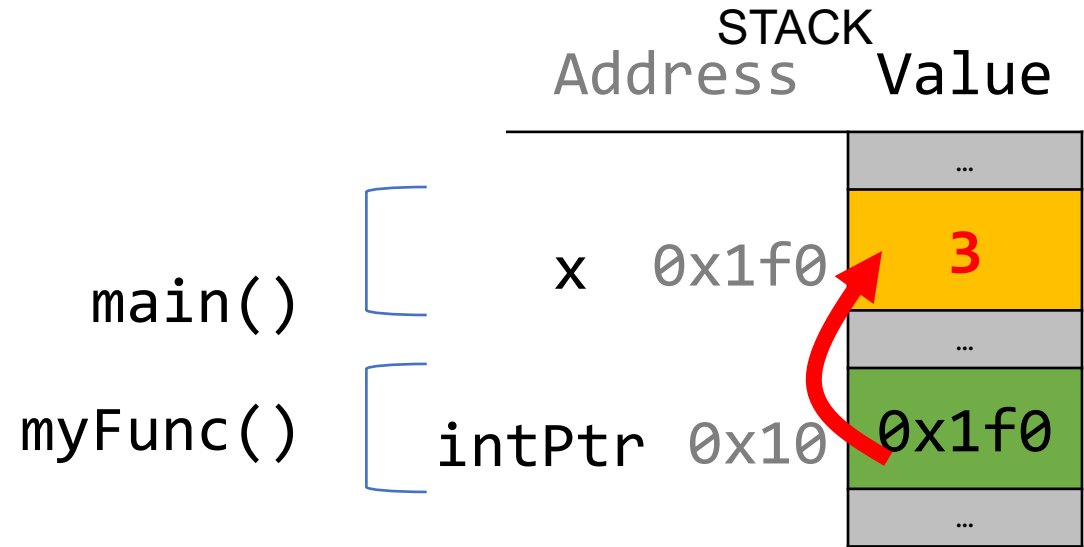 STACK
Address Value
…
main() x 0x1f0 3
…
myFunc() intPtr 0x10 0x1f0
…